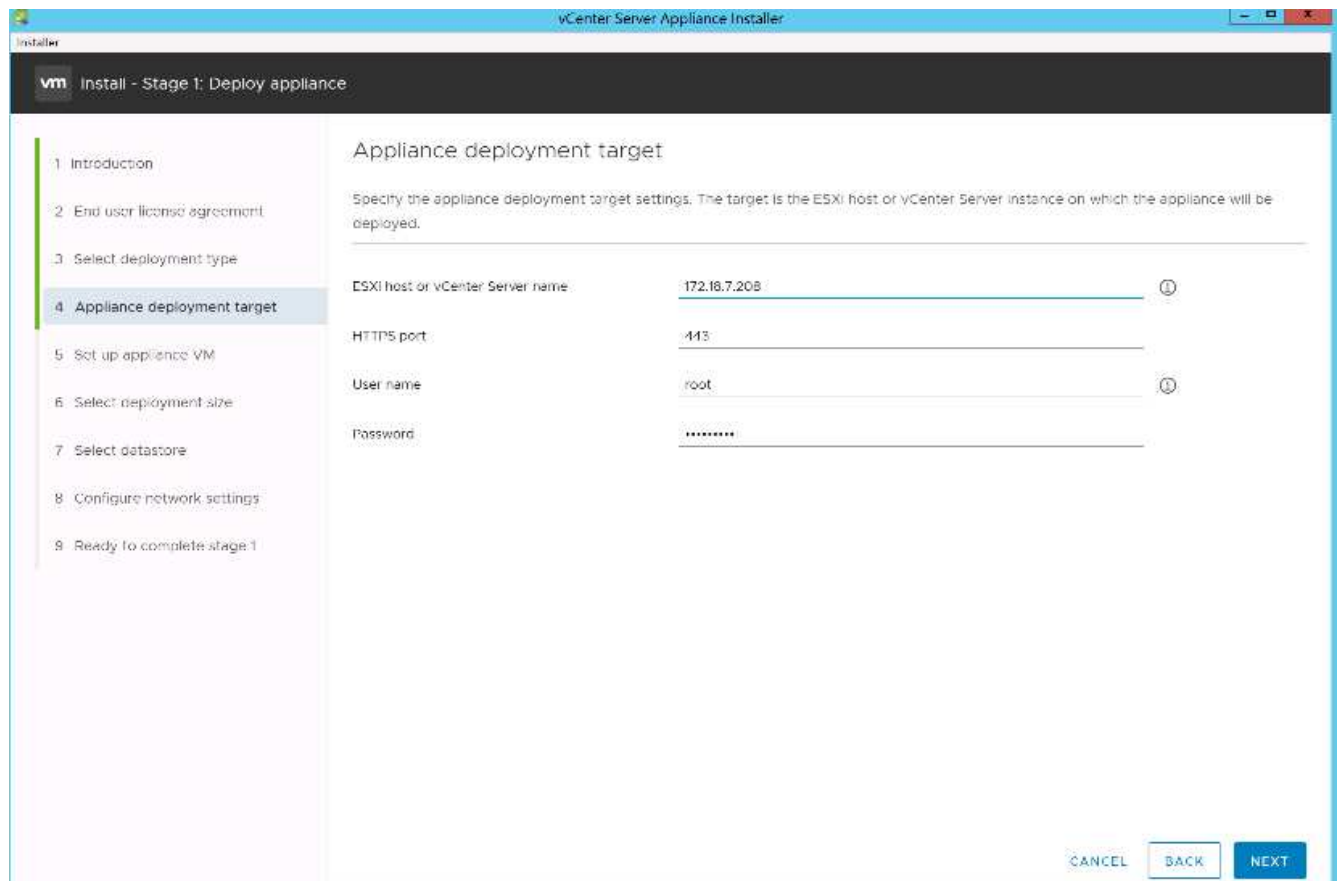 vCenter Server Appliance Installer
Installer
vm Install - Stage 1: Deploy appliance
1 Introduction
2 End user license agreement
3 Select deployment type
4 Appliance deployment target
5 Set up appliance VM
6 Select deployment size
7 Select datastore
8 Configure network settings
9 Ready to complete stage 1
Appliance deployment target
Specify the appliance deployment target settings. The target is the ESXi host or vCenter Server instance on which the appliance will be
deployed.
ESXi host or vCenter Server name 172.18.7.208
HTTPS port 443
User name root
Password •••••••••
CANCEL BACK NEXT